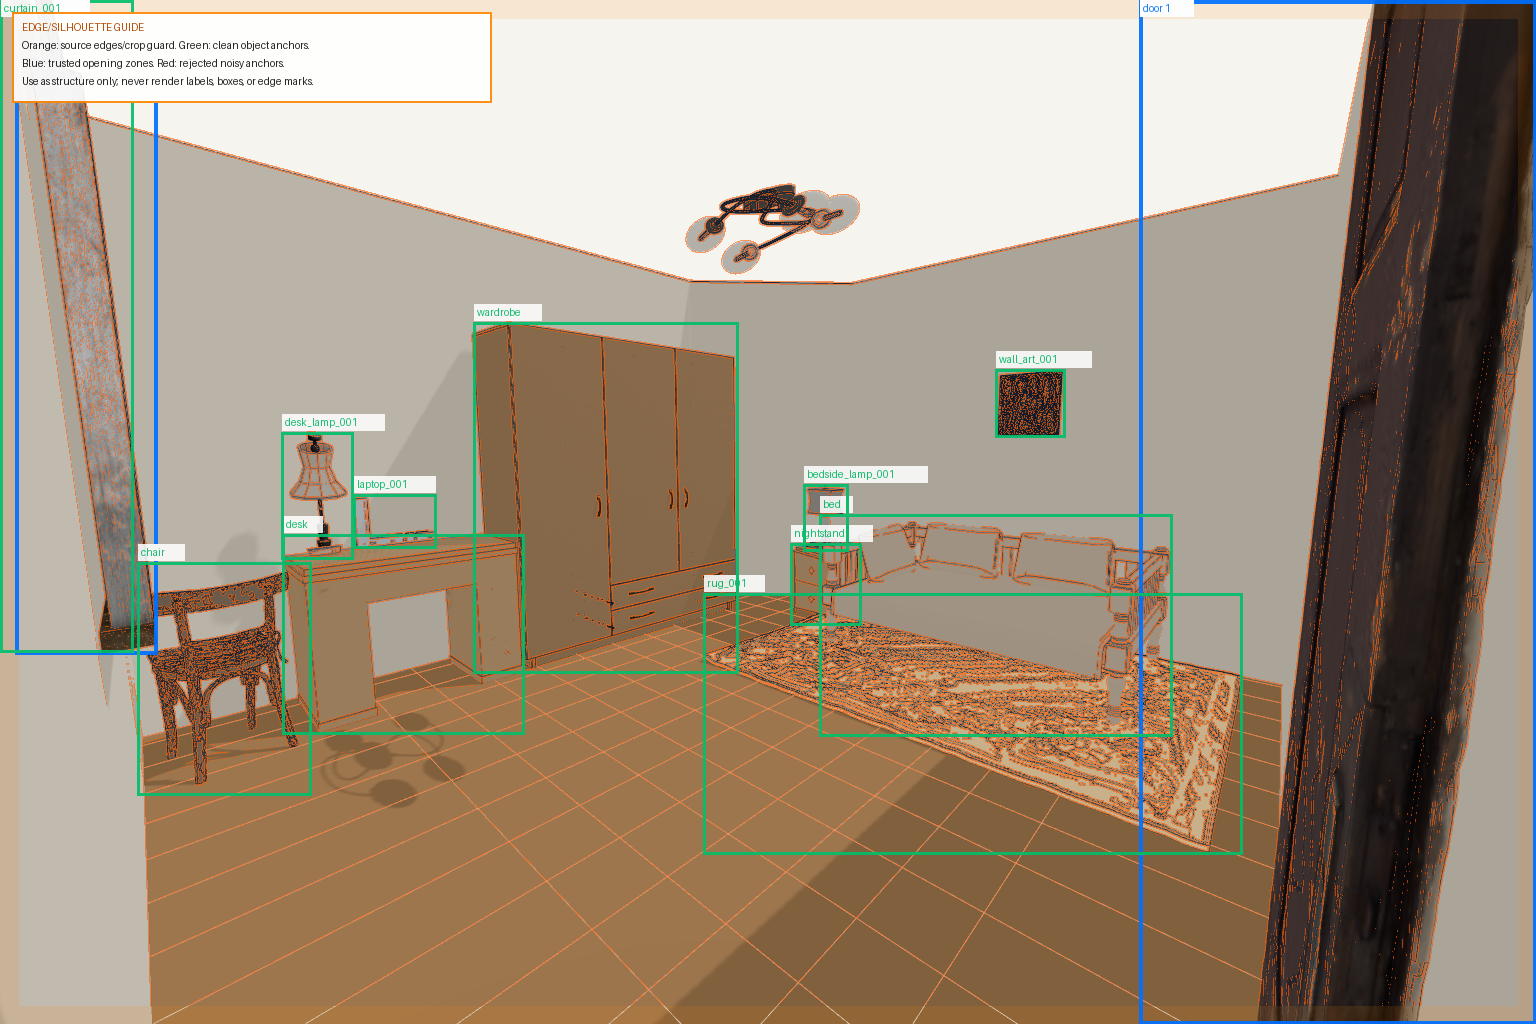 curtain_001
door 1
EDGE/SILHOUETTE GUIDE
Orange: source edges/crop guard. Green: clean object anchors.
Blue: trusted opening zones. Red: rejected noisy anchors.
Use as structure only; never render labels, boxes, or edge marks.
wardrobe
wall_art_001
desk_lamp_001
bedside_lamp_001
laptop_001
bed
desk
nightstand
chair
rug_001